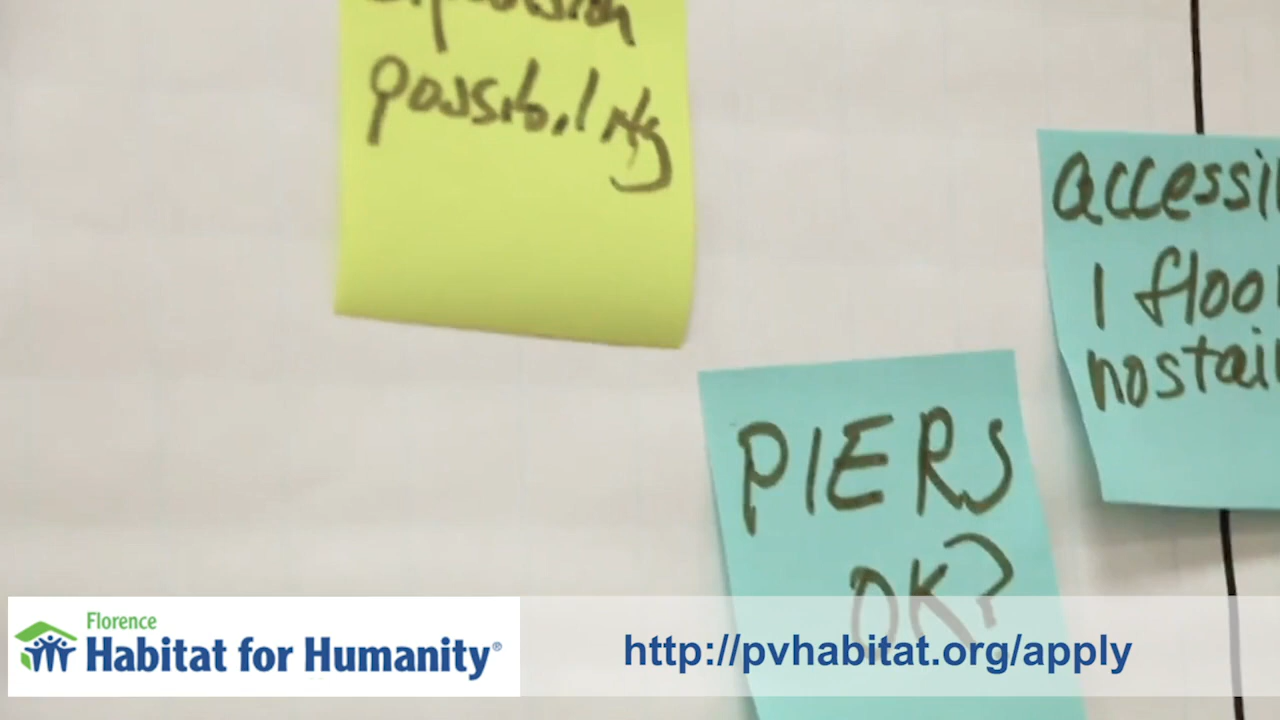 possibility
accessi
1 floo
nostai
PIERS
OK?
Florence
Habitat for Humanity®
http://pvhabitat.org/apply